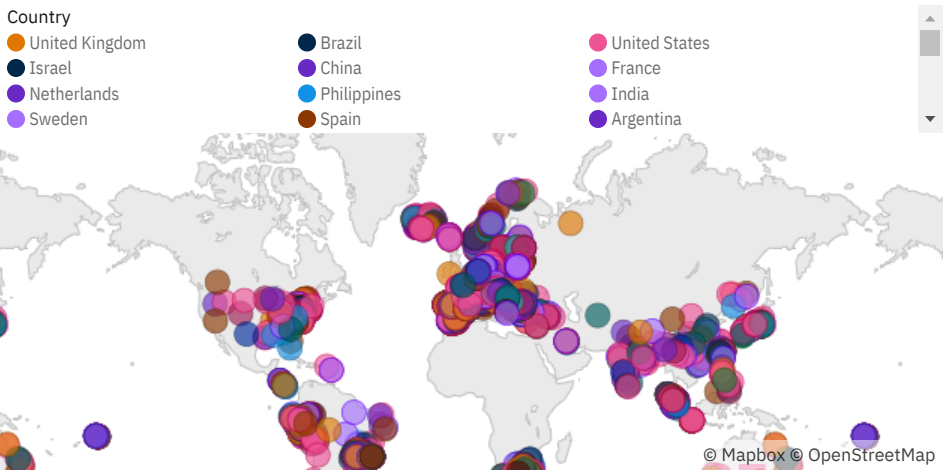 Country
United Kingdom Brazil United States
Israel China France
Netherlands Philippines India
Sweden Spain Argentina
© Mapbox © OpenStreetMap